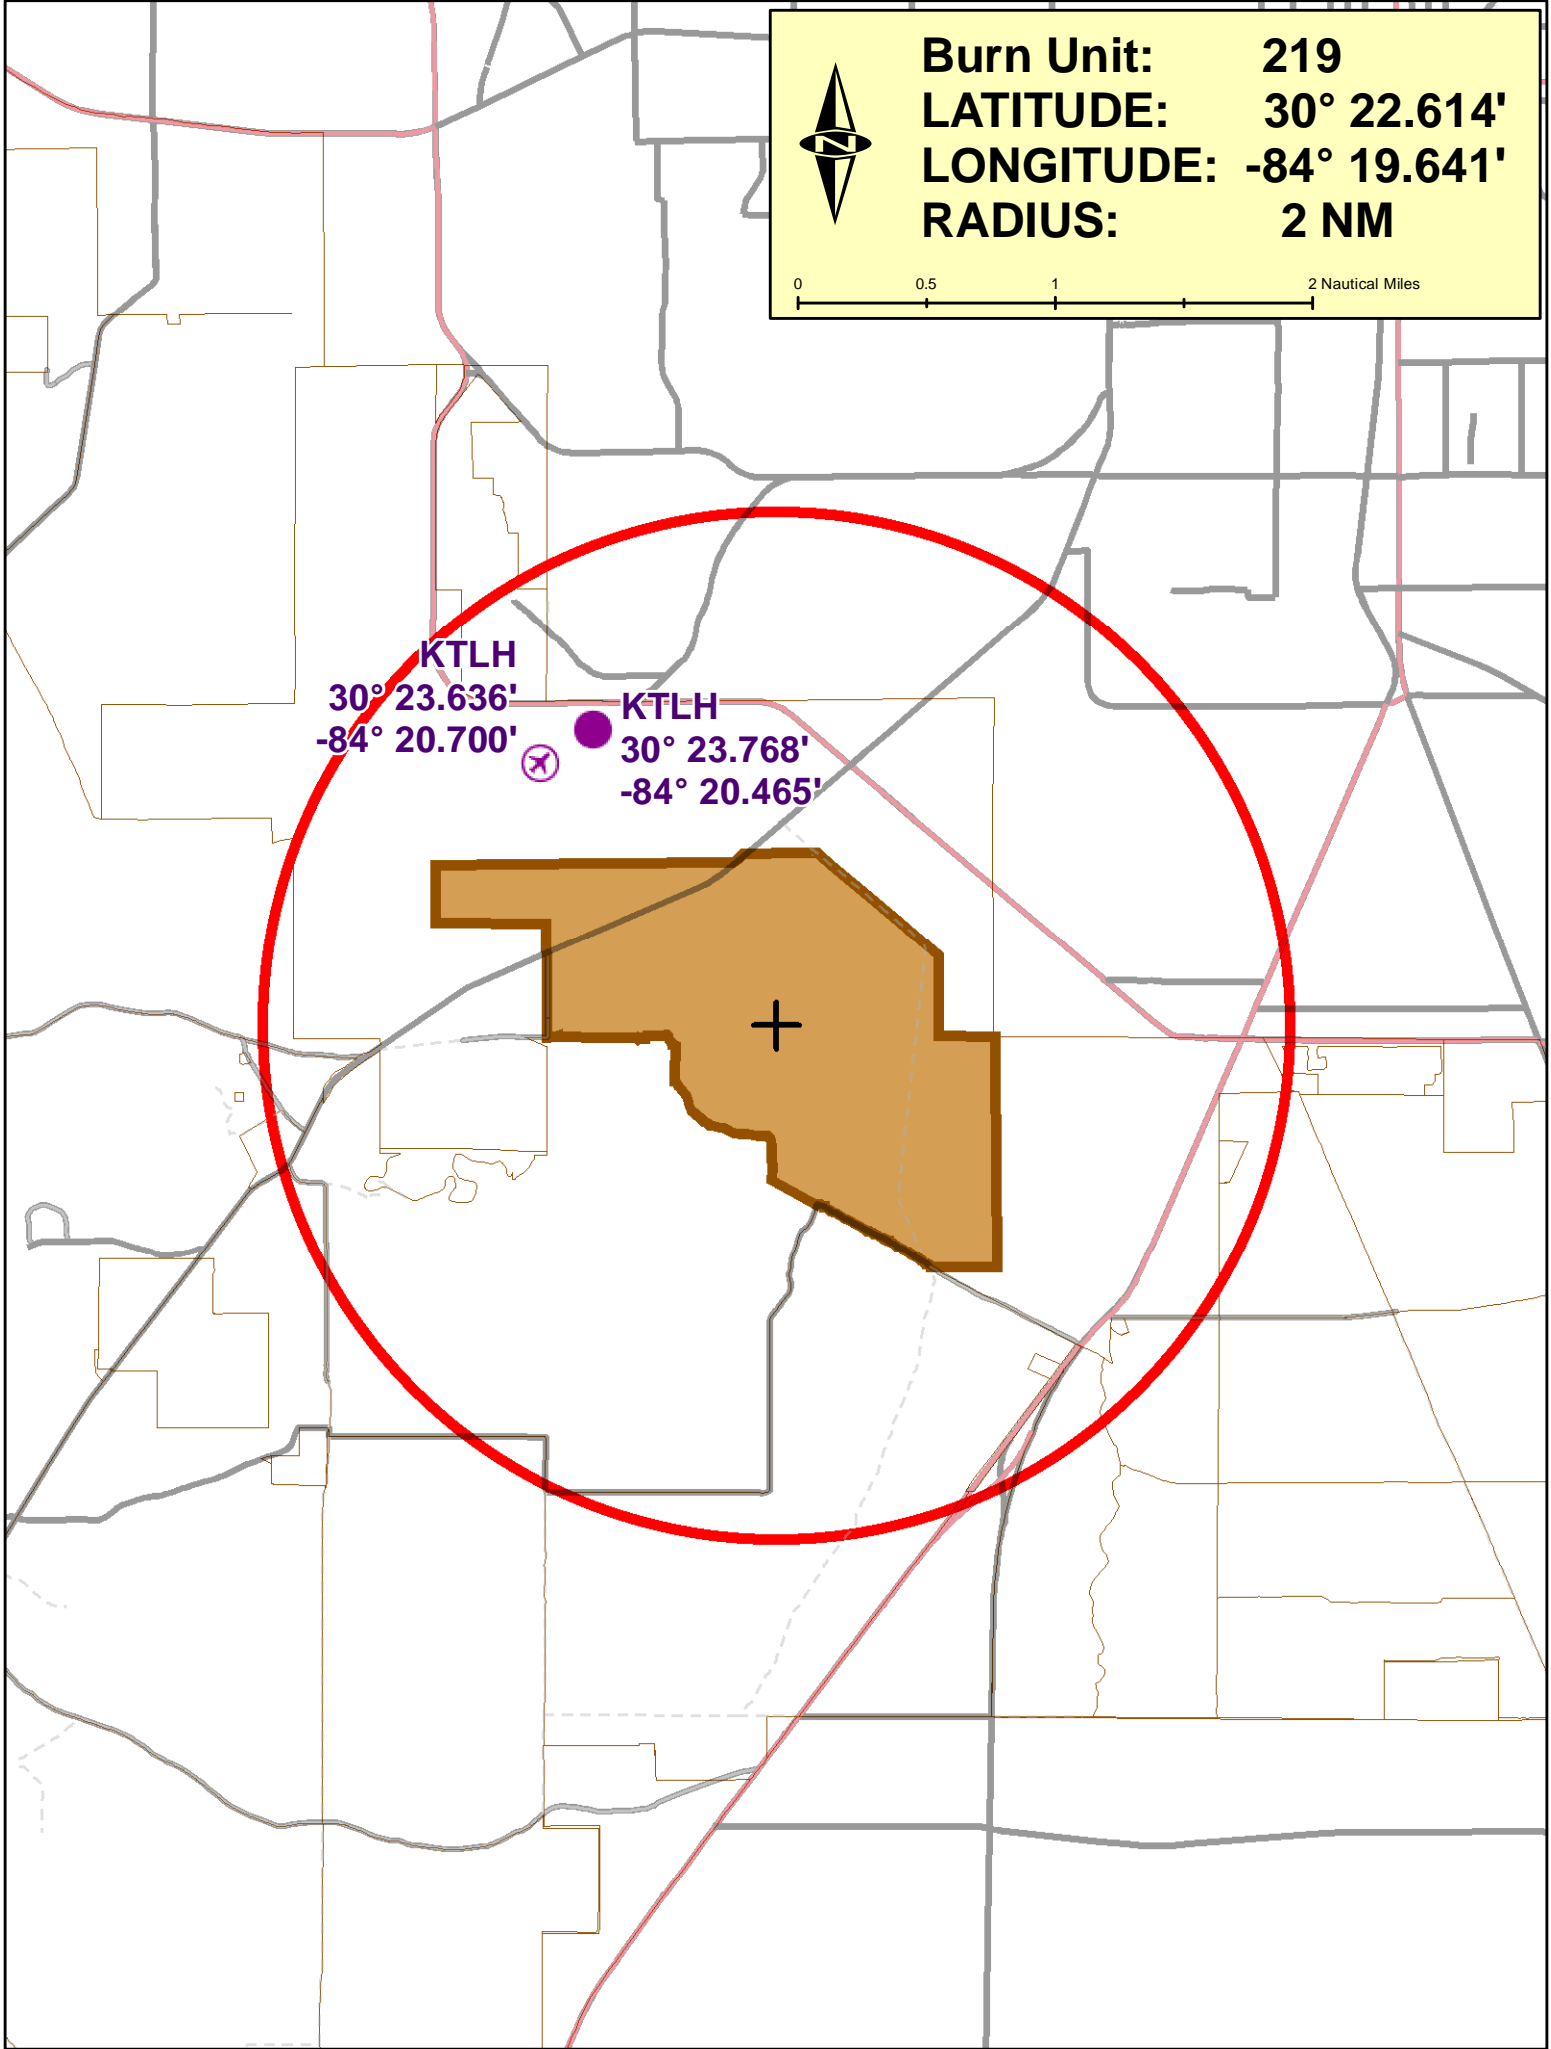 Burn Unit: 219
LATITUDE: 30° 22.614'
LONGITUDE: -84° 19.641'
RADIUS: 2 NM
N
0 0.5 1 2 Nautical Miles
KTLH
30° 23.636'
-84° 20.700'
KTLH
30° 23.768'
-84° 20.465'